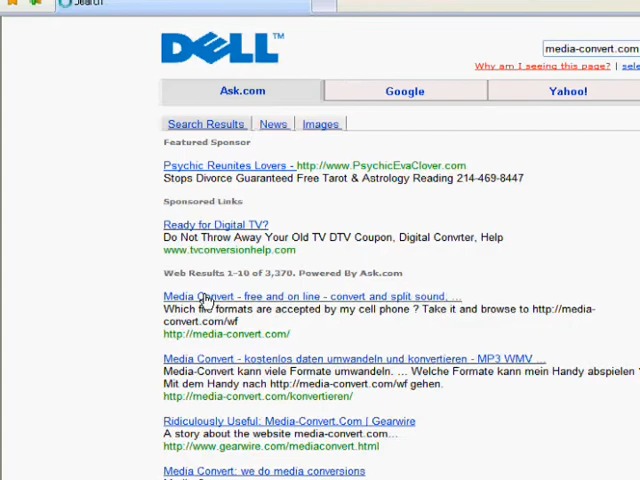 Search
DELL™
media-convert.com
Why am I seeing this page? | sele
Ask.com
Google
Yahoo!
Search Results
News
Images
Featured Sponsor
Psychic Reunites Lovers - http://www.PsychicEvaClover.com
Stops Divorce Guaranteed Free Tarot & Astrology Reading 214-469-8447
Sponsored Links
Ready for Digital TV?
Do Not Throw Away Your Old TV DTV Coupon, Digital Convrter, Help
www.tvconversionhelp.com
Web Results 1-10 of 3,370. Powered By Ask.com
Media Convert - free and on line - convert and split sound, ...
Which file formats are accepted by my cell phone ? Take it and browse to http://media-
convert.com/wf
http://media-convert.com/
Media Convert - kostenlos daten umwandeln und konvertieren - MP3 WMV ...
Media-Convert kann viele Formate umwandeln. ... Welche Formate kann mein Handy abspielen ?
Mit dem Handy nach http://media-convert.com/wf gehen.
http://media-convert.com/konvertieren/
Ridiculously Useful: Media-Convert.Com | Gearwire
A story about the website media-convert.com...
http://www.gearwire.com/mediaconvert.html
Media Convert: we do media conversions